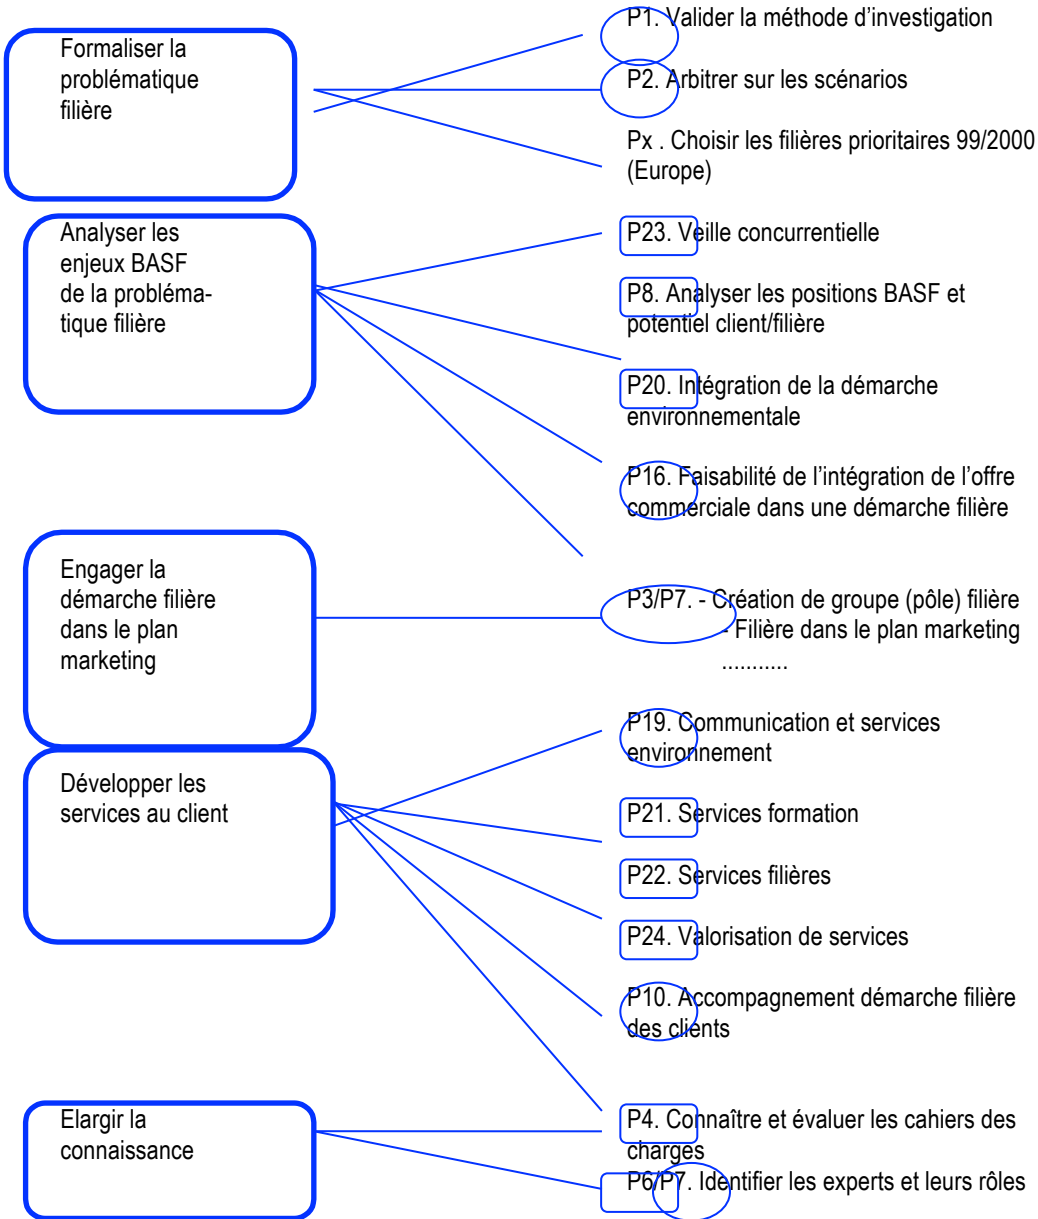 P1. Valider la méthode d’investigation
Formaliser la
problématique
filière
P2. Arbitrer sur les scénarios
Px . Choisir les filières prioritaires 99/2000
(Europe)
Analyser les
enjeux BASF
de la probléma-
tique filière
P23. Veille concurrentielle
P8. Analyser les positions BASF et
potentiel client/filière
P20. Intégration de la démarche
environnementale
P16. Faisabilité de l’intégration de l’offre
commerciale dans une démarche filière
Engager la
démarche filière
dans le plan
marketing
P3/P7. - Création de groupe (pôle) filière
- Filière dans le plan marketing
...........
P19. Communication et services
environnement
Développer les
services au client
P21. Services formation
P22. Services filières
P24. Valorisation de services
P10. Accompagnement démarche filière
des clients
Elargir la
connaissance
P4. Connaître et évaluer les cahiers des
charges
P6/P7. Identifier les experts et leurs rôles